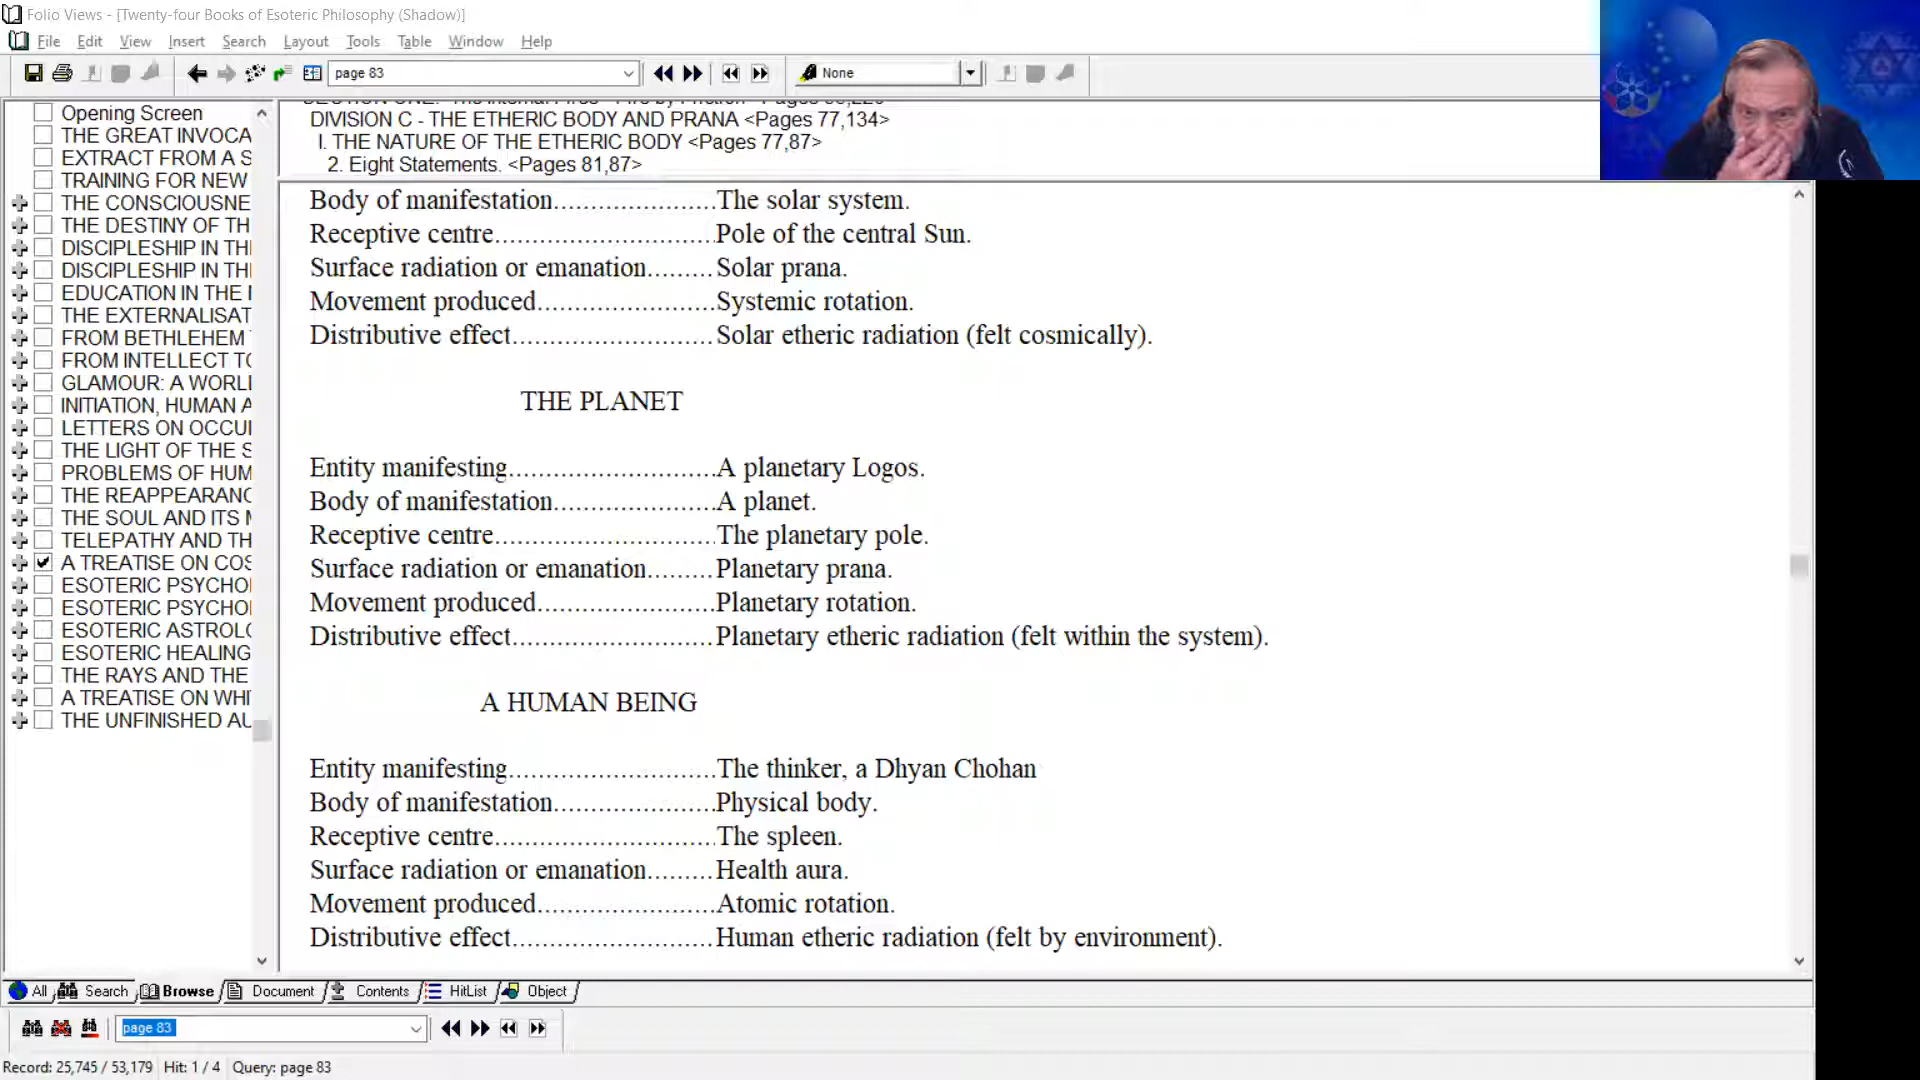 Folio Views - [Twenty-four Books of Esoteric Philosophy (Shadow)]
File Edit View Insert Search Layout Tools Table Window Help
page 83 None
Opening Screen
THE GREAT INVOCA
EXTRACT FROM A S
TRAINING FOR NEW
THE CONSCIOUSNE
THE DESTINY OF TH
DISCIPLESHIP IN THE
DISCIPLESHIP IN THE
EDUCATION IN THE
THE EXTERNALISAT
FROM BETHLEHEM
FROM INTELLECT TO
GLAMOUR: A WORL
INITIATION, HUMAN A
LETTERS ON OCCU
THE LIGHT OF THE S
PROBLEMS OF HUM
THE REAPPEARANC
THE SOUL AND ITS
TELEPATHY AND TH
A TREATISE ON COS
ESOTERIC PSYCHO
ESOTERIC PSYCHO
ESOTERIC ASTROLO
ESOTERIC HEALING
THE RAYS AND THE
A TREATISE ON WHI
THE UNFINISHED AU
DIVISION C - THE ETHERIC BODY AND PRANA <Pages 77,134>
I. THE NATURE OF THE ETHERIC BODY <Pages 77,87>
2. Eight Statements. <Pages 81,87>
Body of manifestation......................The solar system.
Receptive centre..............................Pole of the central Sun.
Surface radiation or emanation.........Solar prana.
Movement produced........................Systemic rotation.
Distributive effect...........................Solar etheric radiation (felt cosmically).
THE PLANET
Entity manifesting............................A planetary Logos.
Body of manifestation......................A planet.
Receptive centre..............................The planetary pole.
Surface radiation or emanation.........Planetary prana.
Movement produced........................Planetary rotation.
Distributive effect...........................Planetary etheric radiation (felt within the system).
A HUMAN BEING
Entity manifesting............................The thinker, a Dhyan Chohan
Body of manifestation......................Physical body.
Receptive centre..............................The spleen.
Surface radiation or emanation.........Health aura.
Movement produced........................Atomic rotation.
Distributive effect...........................Human etheric radiation (felt by environment).
All Search Browse Document Contents HitList Object
page 83
Record: 25,745 / 53,179 Hit: 1 / 4 Query: page 83